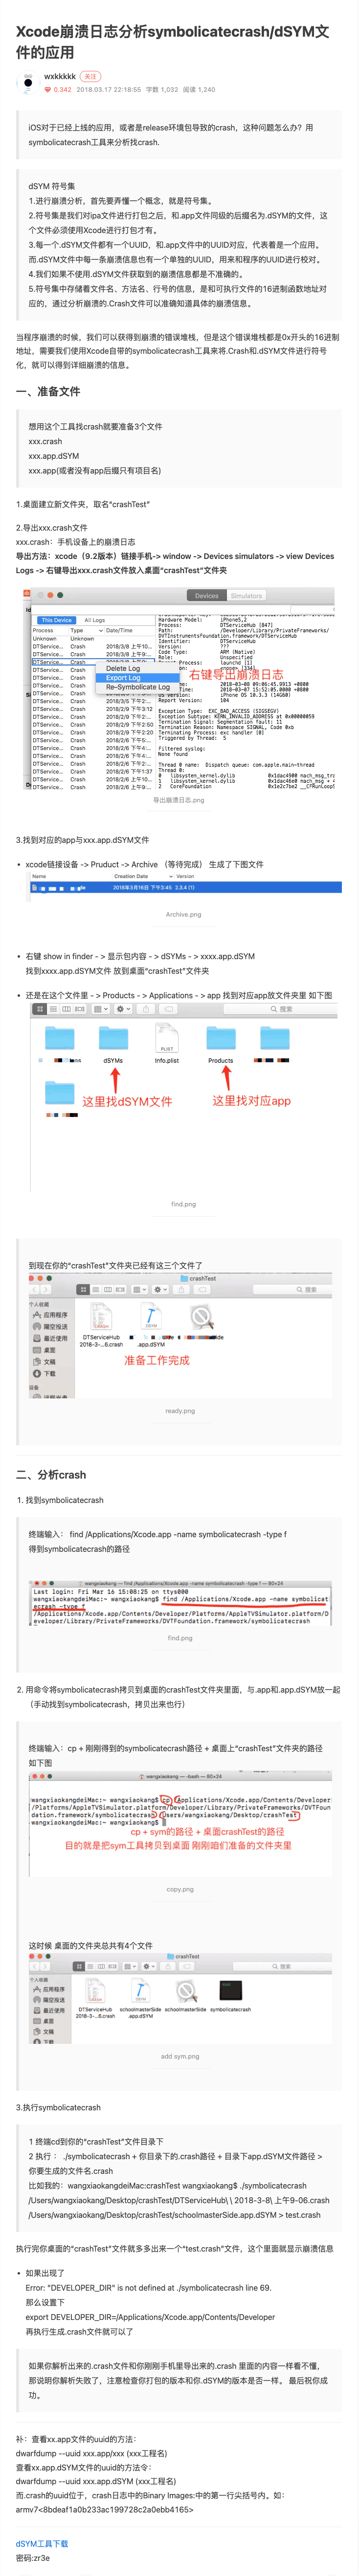 Xcode崩溃日志分析symbolicatecrash/dSYM文
件的应用
wxkkkkk 关注
0.342 2018.03.17 22:18:55 字数 1,032 阅读 1,240
iOS对于已经上线的应用，或者是release环境包导致的crash，这种问题怎么办？用
symbolicatecrash工具来分析找crash.
dSYM 符号集
1.进行崩溃分析，首先要弄懂一个概念，就是符号集。
2.符号集是我们对ipa文件进行打包之后，和.app文件同级的后缀名为.dSYM的文件，这
个文件必须使用Xcode进行打包才有。
3.每一个.dSYM文件都有一个UUID，和.app文件中的UUID对应，代表着是一个应用。
而.dSYM文件中每一条崩溃信息也有一个单独的UUID，用来和程序的UUID进行校对。
4.我们如果不使用.dSYM文件获取到的崩溃信息都是不准确的。
5.符号集中存储着文件名、方法名、行号的信息，是和可执行文件的16进制函数地址对
应的，通过分析崩溃的.Crash文件可以准确知道具体的崩溃信息。
当程序崩溃的时候，我们可以获得到崩溃的错误堆栈，但是这个错误堆栈都是0x开头的16进制
地址，需要我们使用Xcode自带的symbolicatecrash工具来将.Crash和.dSYM文件进行符号
化，就可以得到详细崩溃的信息。
一、准备文件
想用这个工具找crash就要准备3个文件
xxx.crash
xxx.app.dSYM
xxx.app(或者没有app后缀只有项目名)
1.桌面建立新文件夹，取名“crashTest”
2.导出xxx.crash文件
xxx.crash：手机设备上的崩溃日志
导出方法：xcode（9.2版本）链接手机-> window -> Devices simulators -> view Devices
Logs -> 右键导出xxx.crash文件放入桌面“crashTest”文件夹
Devices Simulators
This Device All Logs
Process Type Date/Time
Delete Log
Export Log
Re-Symbolicate Log
右键导出崩溃日志
导出崩溃日志.png
3.找到对应的app与xxx.app.dSYM文件
xcode链接设备 -> Pruduct -> Archive （等待完成） 生成了下图文件
Name Creation Date Version
2018年3月16日 下午3:45 3.3.4 (1)
Archive.png
右键 show in finder - > 显示包内容 - > dSYMs - > xxxx.app.dSYM
找到xxxx.app.dSYM文件 放到桌面“crashTest”文件夹
还是在这个文件里 - > Products - > Applications - > app 找到对应app放文件夹里 如下图
搜索
dSYMs Info.plist Products
这里找dSYM文件 这里找对应app
find.png
到现在你的“crashTest”文件夹已经有这三个文件了
crashTest
搜索
个人收藏
应用程序
隔空投送
最近使用
桌面
文稿
下载
DTServiceHub
2018-3-...6.crash .app.dSYM
准备工作完成
ready.png
二、分析crash
1. 找到symbolicatecrash
终端输入： find /Applications/Xcode.app -name symbolicatecrash -type f
得到symbolicatecrash的路径
Last login: Fri Mar 16 15:08:25 on ttys000
wangxiaokangdeiMac:~ wangxiaokang$ find /Applications/Xcode.app -name symbolicat
ecrash -type f
/Applications/Xcode.app/Contents/Developer/Platforms/AppleTVSimulator.platform/D
eveloper/Library/PrivateFrameworks/DVTFoundation.framework/symbolicatecrash
find.png
2. 用命令将symbolicatecrash拷贝到桌面的crashTest文件夹里面，与.app和.app.dSYM放一起
（手动找到symbolicatecrash，拷贝出来也行）
终端输入：cp + 刚刚得到的symbolicatecrash路径 + 桌面上“crashTest”文件夹的路径
如下图
wangxiaokang — -bash — 80×24
wangxiaokangdeiMac:~ wangxiaokang$ cp /Applications/Xcode.app/Contents/Developer
/Platforms/AppleTVSimulator.platform/Developer/Library/PrivateFrameworks/DVTFoun
dation.framework/symbolicatecrash /Users/wangxiaokang/Desktop/crashTest
wangxiaokangdeiMac:~ wangxiaokang$
cp + sym的路径 + 桌面crashTest的路径
目的就是把sym工具拷贝到桌面 刚刚咱们准备的文件夹里
copy.png
这时候 桌面的文件夹总共有4个文件
crashTest
搜索
个人收藏
应用程序
隔空投送
最近使用
桌面
文稿
下载
DTServiceHub schoolmasterSide schoolmasterSide symbolicatecrash
2018-3-...6.crash .app.dSYM
add sym.png
3.执行symbolicatecrash
1 终端cd到你的“crashTest”文件目录下
2 执行 ： ./symbolicatecrash + 你目录下的.crash路径 + 目录下app.dSYM文件路径 >
你要生成的文件名.crash
比如我的：wangxiaokangdeiMac:crashTest wangxiaokang$ ./symbolicatecrash
/Users/wangxiaokang/Desktop/crashTest/DTServiceHub\ \ 2018-3-8\ 上午9-06.crash
/Users/wangxiaokang/Desktop/crashTest/schoolmasterSide.app.dSYM > test.crash
执行完你桌面的“crashTest”文件就多多出来一个“test.crash”文件，这个里面就显示崩溃信息
如果出现了
Error: "DEVELOPER_DIR" is not defined at ./symbolicatecrash line 69.
那么设置下
export DEVELOPER_DIR=/Applications/Xcode.app/Contents/Developer
再执行生成.crash文件就可以了
如果你解析出来的.crash文件和你刚刚手机里导出来的.crash 里面的内容一样看不懂，
那说明你解析失败了，注意检查你打包的版本和你.dSYM的版本是否一样。 最后祝你成
功。
补：查看xx.app文件的uuid的方法：
dwarfdump --uuid xxx.app/xxx (xxx工程名)
查看xx.app.dSYM文件的uuid的方法令：
dwarfdump --uuid xxx.app.dSYM (xxx工程名)
而.crash的uuid位于，crash日志中的Binary Images:中的第一行尖括号内。如：
armv7<8bdeaf1a0b233ac199728c2a0ebb4165>
dSYM工具下载
密码:zr3e